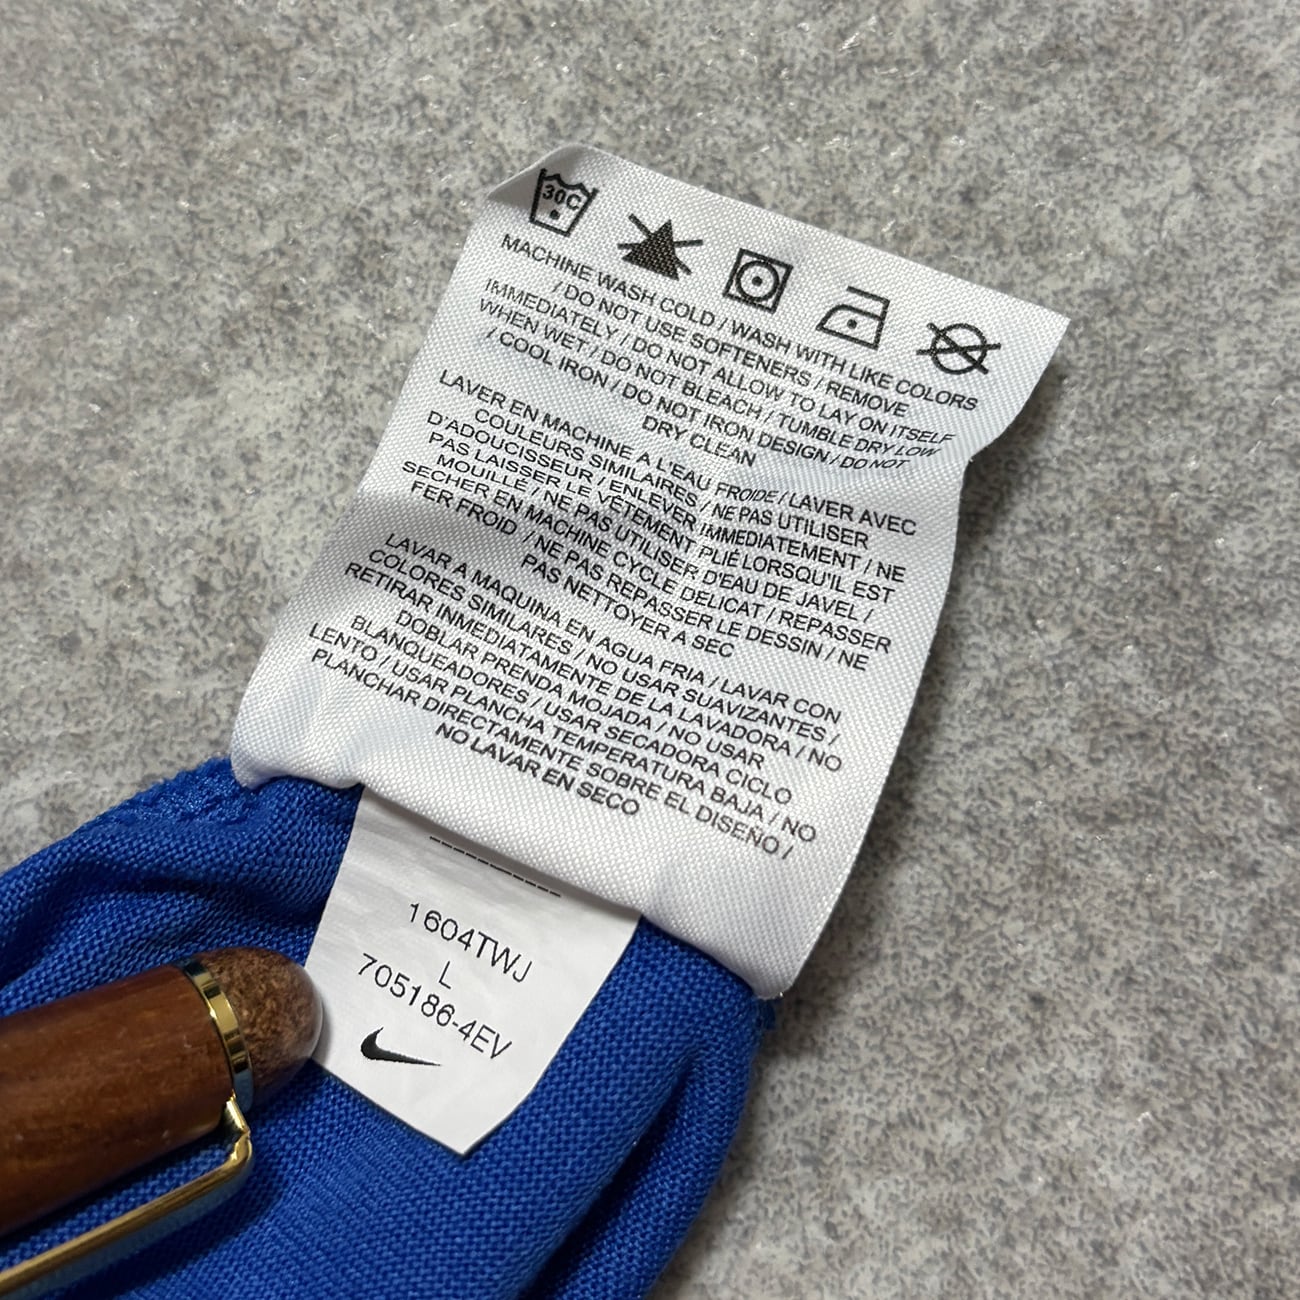 30C
MACHINE WASH COLD / WASH WITH LIKE COLORS
/ DO NOT USE SOFTENERS / REMOVE
IMMEDIATELY / DO NOT ALLOW TO LAY ON ITSELF
WHEN WET / DO NOT BLEACH / TUMBLE DRY LOW
/ COOL IRON / DO NOT IRON DESIGN / DO NOT
DRY CLEAN
LAVER EN MACHINE A L'EAU FROIDE / LAVER AVEC
COULEURS SIMILAIRES / NE PAS UTILISER
D'ADOUCISSEUR / ENLEVER IMMEDIATEMENT / NE
PAS LAISSER LE VÊTEMENT PLIÉ LORSQU'IL EST
MOUILLÉ / NE PAS UTILISER D'EAU DE JAVEL /
SECHER EN MACHINE CYCLE DELICAT / REPASSER
FER FROID / NE PAS REPASSER LE DESSIN / NE
PAS NETTOYER A SEC
LAVAR A MAQUINA EN AGUA FRIA / LAVAR CON
COLORES SIMILARES / NO USAR SUAVIZANTES /
RETIRAR INMEDIATAMENTE DE LA LAVADORA / NO
DOBLAR PRENDA MOJADA / NO USAR
BLANQUEADORES / USAR SECADORA CICLO
LENTO / USAR PLANCHA TEMPERATURA BAJA / NO
PLANCHAR DIRECTAMENTE SOBRE EL DISEÑO /
NO LAVAR EN SECO
1604TWJ
L
705186-4EV